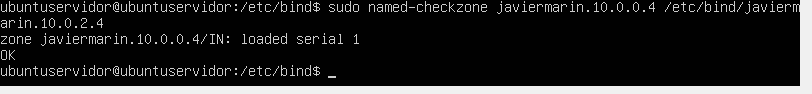 ubuntuservidor@ubuntuservidor:/etc/bind$ sudo named-checkzone javiermarin.10.0.0.4 /etc/bind/javierm
arin.10.0.2.4
zone javiermarin.10.0.0.4/IN: loaded serial 1
OK
ubuntuservidor@ubuntuservidor:/etc/bind$ _